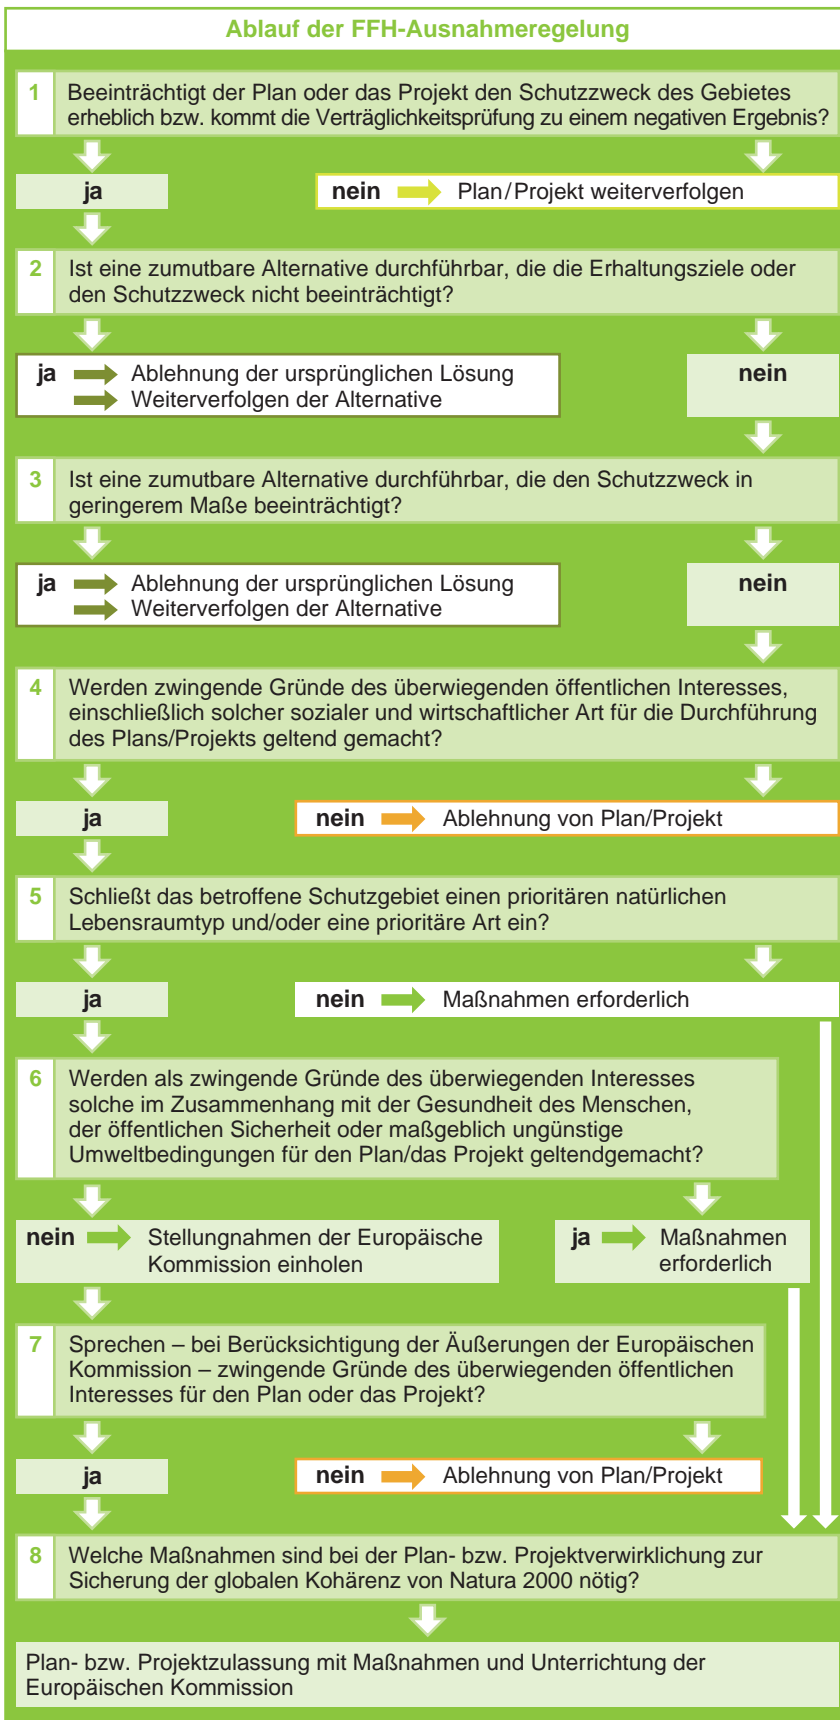 Ablauf der FFH-Ausnahmeregelung
1 Beeinträchtigt der Plan oder das Projekt den Schutzzweck des Gebietes
erheblich bzw. kommt die Verträglichkeitsprüfung zu einem negativen Ergebnis?
ja
nein Plan/Projekt weiterverfolgen
2 Ist eine zumutbare Alternative durchführbar, die die Erhaltungsziele oder
den Schutzzweck nicht beeinträchtigt?
ja Ablehnung der ursprünglichen Lösung
Weiterverfolgen der Alternative
nein
3 Ist eine zumutbare Alternative durchführbar, die den Schutzzweck in
geringerem Maße beeinträchtigt?
ja Ablehnung der ursprünglichen Lösung
Weiterverfolgen der Alternative
nein
4 Werden zwingende Gründe des überwiegenden öffentlichen Interesses,
einschließlich solcher sozialer und wirtschaftlicher Art für die Durchführung
des Plans/Projekts geltend gemacht?
ja
nein Ablehnung von Plan/Projekt
5 Schließt das betroffene Schutzgebiet einen prioritären natürlichen
Lebensraumtyp und/oder eine prioritäre Art ein?
ja
nein Maßnahmen erforderlich
6 Werden als zwingende Gründe des überwiegenden Interesses
solche im Zusammenhang mit der Gesundheit des Menschen,
der öffentlichen Sicherheit oder maßgeblich ungünstige
Umweltbedingungen für den Plan/das Projekt geltendgemacht?
nein Stellungnahmen der Europäische
Kommission einholen
ja Maßnahmen
erforderlich
7 Sprechen – bei Berücksichtigung der Äußerungen der Europäischen
Kommission – zwingende Gründe des überwiegenden öffentlichen
Interesses für den Plan oder das Projekt?
ja
nein Ablehnung von Plan/Projekt
8 Welche Maßnahmen sind bei der Plan- bzw. Projektverwirklichung zur
Sicherung der globalen Kohärenz von Natura 2000 nötig?
Plan- bzw. Projektzulassung mit Maßnahmen und Unterrichtung der
Europäischen Kommission